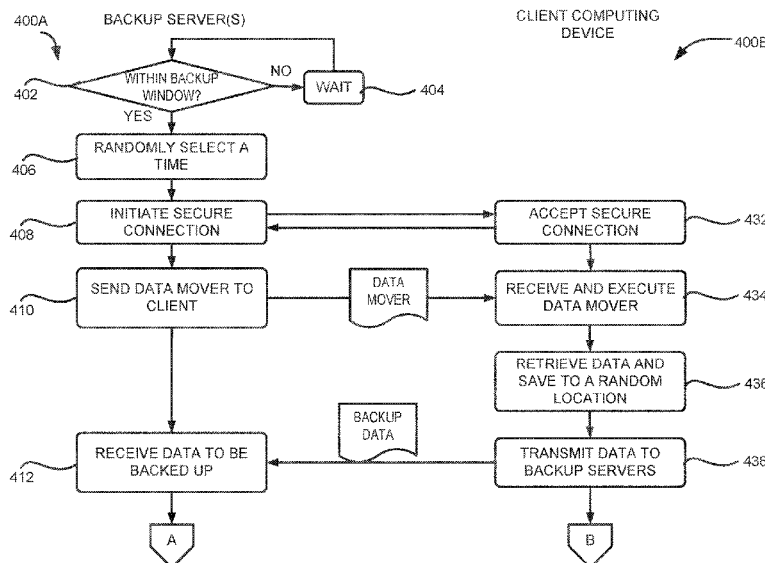 400A
BACKUP SERVER(S)
CLIENT COMPUTING
DEVICE
400B
402
WITHIN BACKUP
WINDOW?
NO
WAIT
404
YES
406
RANDOMLY SELECT A
TIME
408
INITIATE SECURE
CONNECTION
ACCEPT SECURE
CONNECTION
432
410
SEND DATA MOVER TO
CLIENT
DATA
MOVER
RECEIVE AND EXECUTE
DATA MOVER
434
RETRIEVE DATA AND
SAVE TO A RANDOM
LOCATION
436
412
RECEIVE DATA TO BE
BACKED UP
BACKUP
DATA
TRANSMIT DATA TO
BACKUP SERVERS
438
A
B